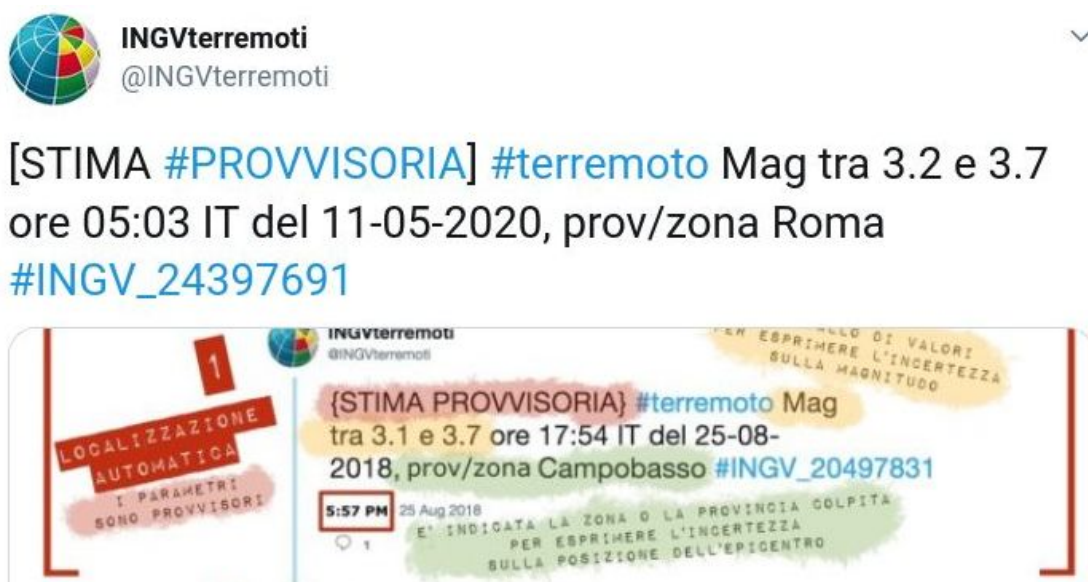 INGVterremoti
@INGVterremoti
[STIMA #PROVVISORIA] #terremoto Mag tra 3.2 e 3.7
ore 05:03 IT del 11-05-2020, prov/zona Roma
#INGV_24397691
1
LOCALIZZAZIONE
AUTOMATICA
I PARAMETRI
SONO PROVVISORI
INGVterremoti
@INGVterremoti
{STIMA PROVVISORIA} #terremoto Mag
tra 3.1 e 3.7 ore 17:54 IT del 25-08-
2018, prov/zona Campobasso #INGV_20497831
5:57 PM 25 Aug 2018
1
DI VALORI
PER ESPRIMERE L'INCERTEZZA
SULLA MAGNITUDO
E' INDICATA LA ZONA O LA PROVINCIA COLPITA
PER ESPRIMERE L'INCERTEZZA
SULLA POSIZIONE DELL'EPICENTRO